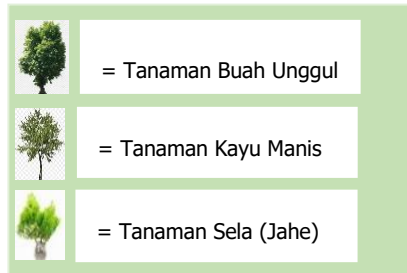 = Tanaman Buah Unggul
= Tanaman Kayu Manis
= Tanaman Sela (Jahe)